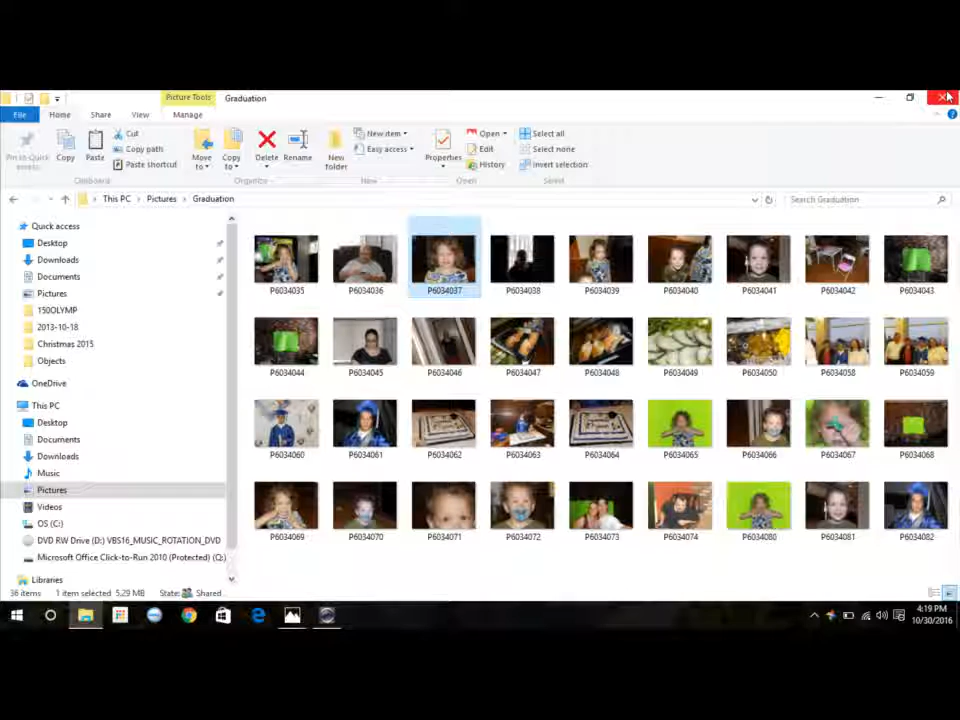 Picture Tools Graduation
File Home Share View Manage
Pin to Quick access
Copy
Paste
Cut
Copy path
Paste shortcut
Clipboard
Move to
Copy to
Delete
Rename
Organize
New folder
New item
Easy access
New
Properties
Open
Edit
History
Open
Select all
Select none
Invert selection
This PC Pictures Graduation Search Graduation
Quick access
Desktop
Downloads
Documents
Pictures
150OLYMP
2013-10-18
Christmas 2015
Objects
OneDrive
This PC
Desktop
Documents
Downloads
Music
Pictures
Videos
OS (C:)
DVD RW Drive (D:) VBS16_MUSIC_ROTATION_DVD
Microsoft Office Click-to-Run 2010 (Protected) (Q:)
Libraries
P6034035 P6034036 P6034037 P6034038 P6034039 P6034040 P6034041 P6034042 P6034043
P6034044 P6034045 P6034046 P6034047 P6034048 P6034049 P6034050 P6034058 P6034059
P6034060 P6034061 P6034062 P6034063 P6034064 P6034065 P6034066 P6034067 P6034068
P6034069 P6034070 P6034071 P6034072 P6034073 P6034074 P6034080 P6034081 P6034082
36 items 1 item selected 5.29 MB State: Shared
4:19 PM
10/30/2016